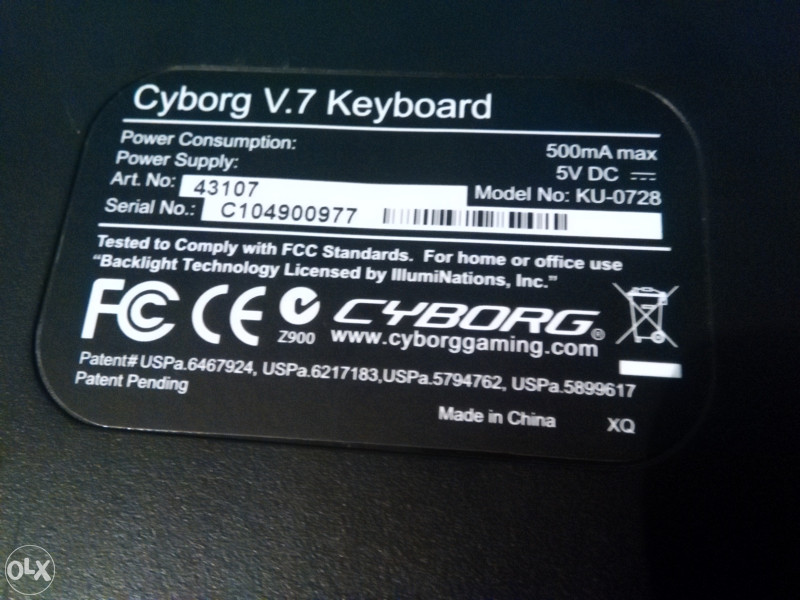 Cyborg V.7 Keyboard
Power Consumption: 500mA max
Power Supply: 5V DC
Art. No: 43107 Model No: KU-0728
Serial No.: C104900977
Tested to Comply with FCC Standards. For home or office use
“Backlight Technology Licensed by IllumiNations, Inc.”
FC CE Z900 CYBORG®
www.cyborggaming.com
Patent# USPa.6467924, USPa.6217183,USPa.5794762, USPa.5899617
Patent Pending
Made in China XQ
OLX